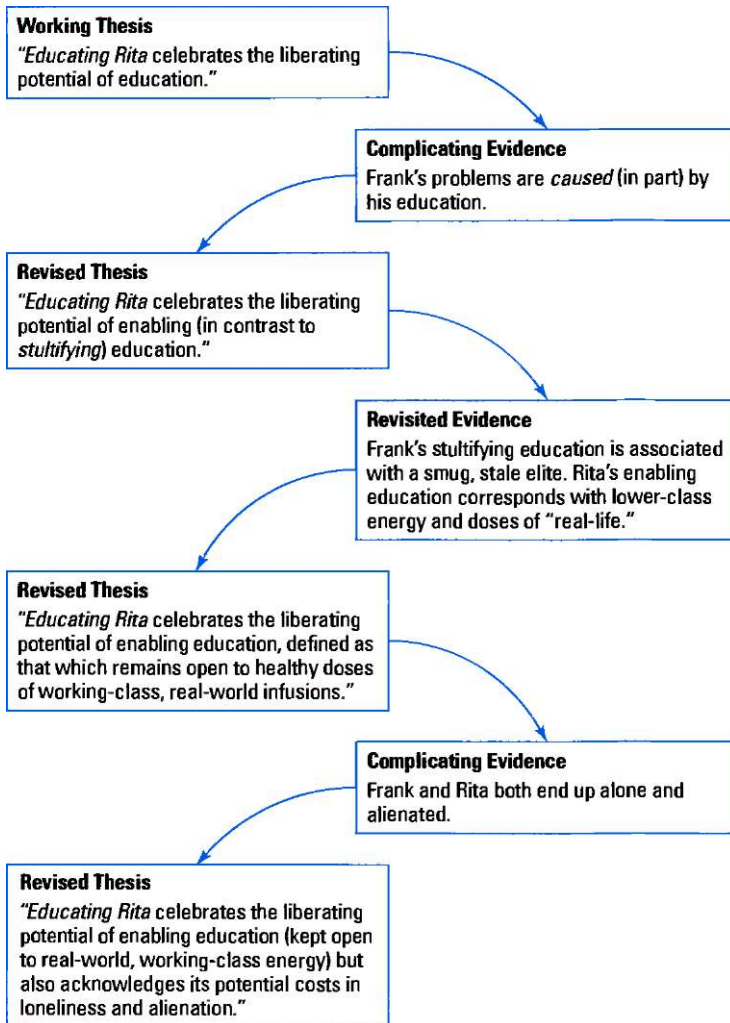 Working Thesis
"Educating Rita celebrates the liberating
potential of education."
Complicating Evidence
Frank's problems are caused (in part) by
his education.
Revised Thesis
"Educating Rita celebrates the liberating
potential of enabling (in contrast to
stultifying) education."
Revisited Evidence
Frank's stultifying education is associated
with a smug, stale elite. Rita's enabling
education corresponds with lower-class
energy and doses of "real-life."
Revised Thesis
"Educating Rita celebrates the liberating
potential of enabling education, defined as
that which remains open to healthy doses
of working-class, real-world infusions."
Complicating Evidence
Frank and Rita both end up alone and
alienated.
Revised Thesis
"Educating Rita celebrates the liberating
potential of enabling education (kept open
to real-world, working-class energy) but
also acknowledges its potential costs in
loneliness and alienation."